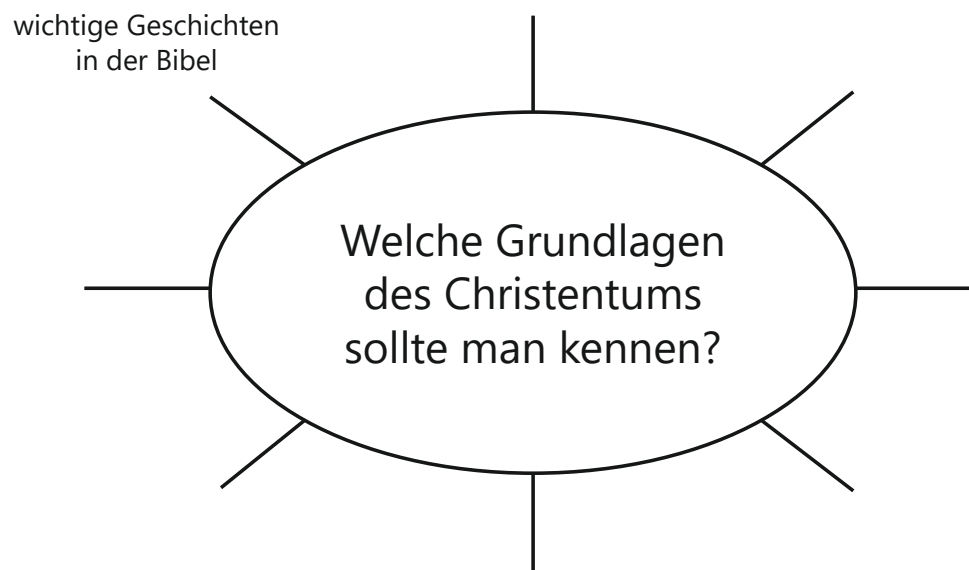 wichtige Geschichten
in der Bibel
Welche Grundlagen
des Christentums
sollte man kennen?